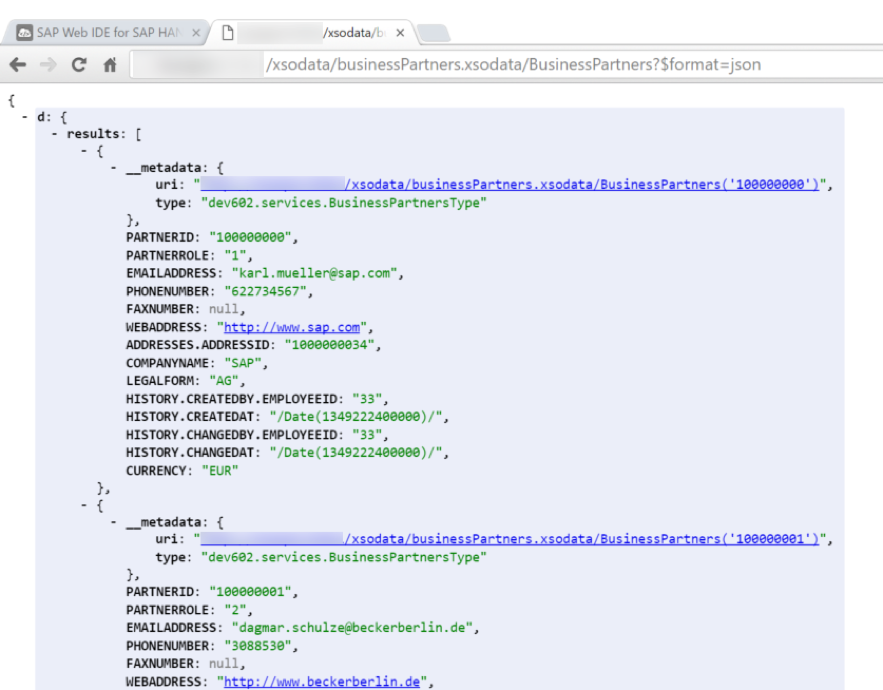 SAP Web IDE for SAP HAN
/xsodata/b
/xsodata/businessPartners.xsodata/BusinessPartners?$format=json
{
- d: {
- results: [
- {
- __metadata: {
uri: "/xsodata/businessPartners.xsodata/BusinessPartners('100000000')",
type: "dev602.services.BusinessPartnersType"
},
PARTNERID: "100000000",
PARTNERROLE: "1",
EMAILADDRESS: "karl.mueller@sap.com",
PHONENUMBER: "622734567",
FAXNUMBER: null,
WEBADDRESS: "http://www.sap.com",
ADDRESSES.ADDRESSID: "1000000034",
COMPANYNAME: "SAP",
LEGALFORM: "AG",
HISTORY.CREATEDBY.EMPLOYEEID: "33",
HISTORY.CREATEDAT: "/Date(1349222400000)/",
HISTORY.CHANGEDBY.EMPLOYEEID: "33",
HISTORY.CHANGEDAT: "/Date(1349222400000)/",
CURRENCY: "EUR"
},
- {
- __metadata: {
uri: "/xsodata/businessPartners.xsodata/BusinessPartners('100000001')",
type: "dev602.services.BusinessPartnersType"
},
PARTNERID: "100000001",
PARTNERROLE: "2",
EMAILADDRESS: "dagmar.schulze@beckerberlin.de",
PHONENUMBER: "3088530",
FAXNUMBER: null,
WEBADDRESS: "http://www.beckerberlin.de",